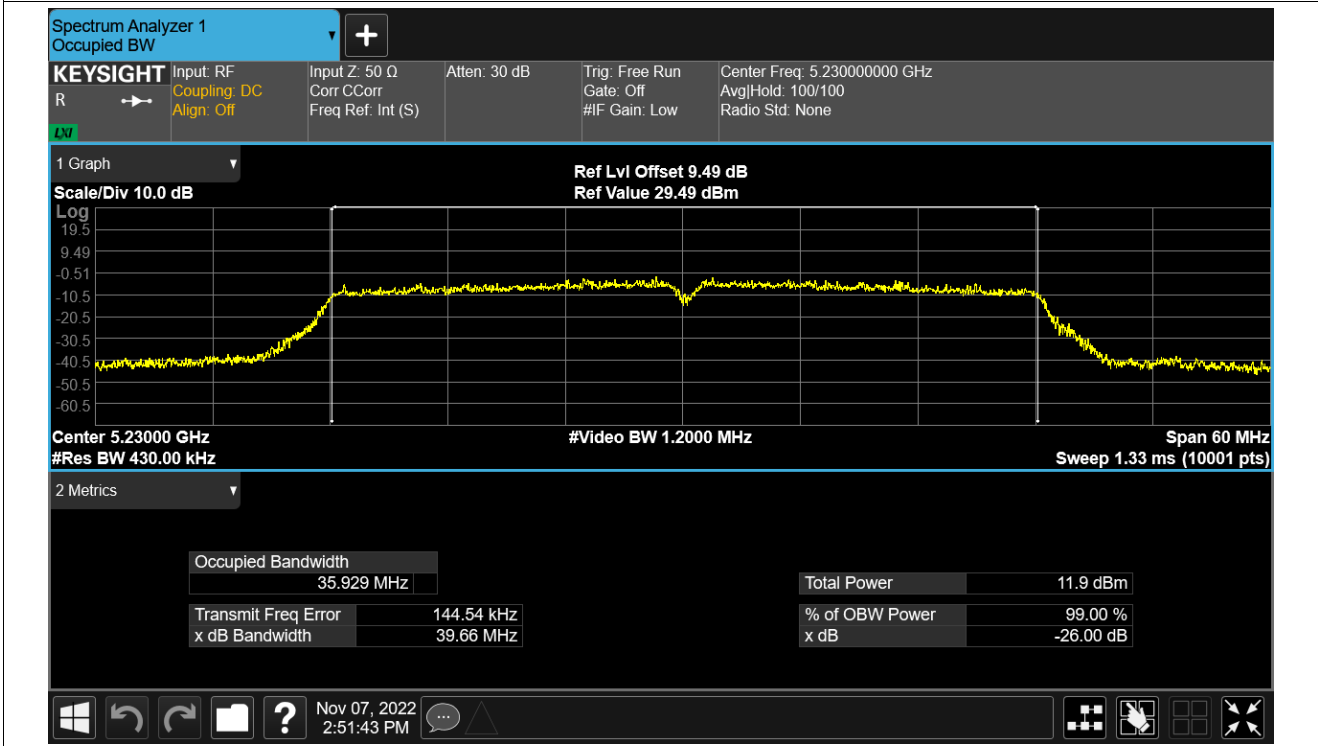 Spectrum Analyzer 1
Occupied BW
+
KEYSIGHT
R
LXI
Input: RF
Coupling: DC
Align: Off
Input Z: 50 Ω
Corr CCorr
Freq Ref: Int (S)
Atten: 30 dB
Trig: Free Run
Gate: Off
#IF Gain: Low
Center Freq: 5.230000000 GHz
Avg|Hold: 100/100
Radio Std: None
1 Graph
Scale/Div 10.0 dB
Ref Lvl Offset 9.49 dB
Ref Value 29.49 dBm
Log
19.5
9.49
-0.51
-10.5
-20.5
-30.5
-40.5
-50.5
-60.5
Center 5.23000 GHz
#Video BW 1.2000 MHz
Span 60 MHz
#Res BW 430.00 kHz
Sweep 1.33 ms (10001 pts)
2 Metrics
Occupied Bandwidth
35.929 MHz
Total Power 11.9 dBm
Transmit Freq Error 144.54 kHz
% of OBW Power 99.00 %
x dB Bandwidth 39.66 MHz
x dB -26.00 dB
?
Nov 07, 2022
2:51:43 PM